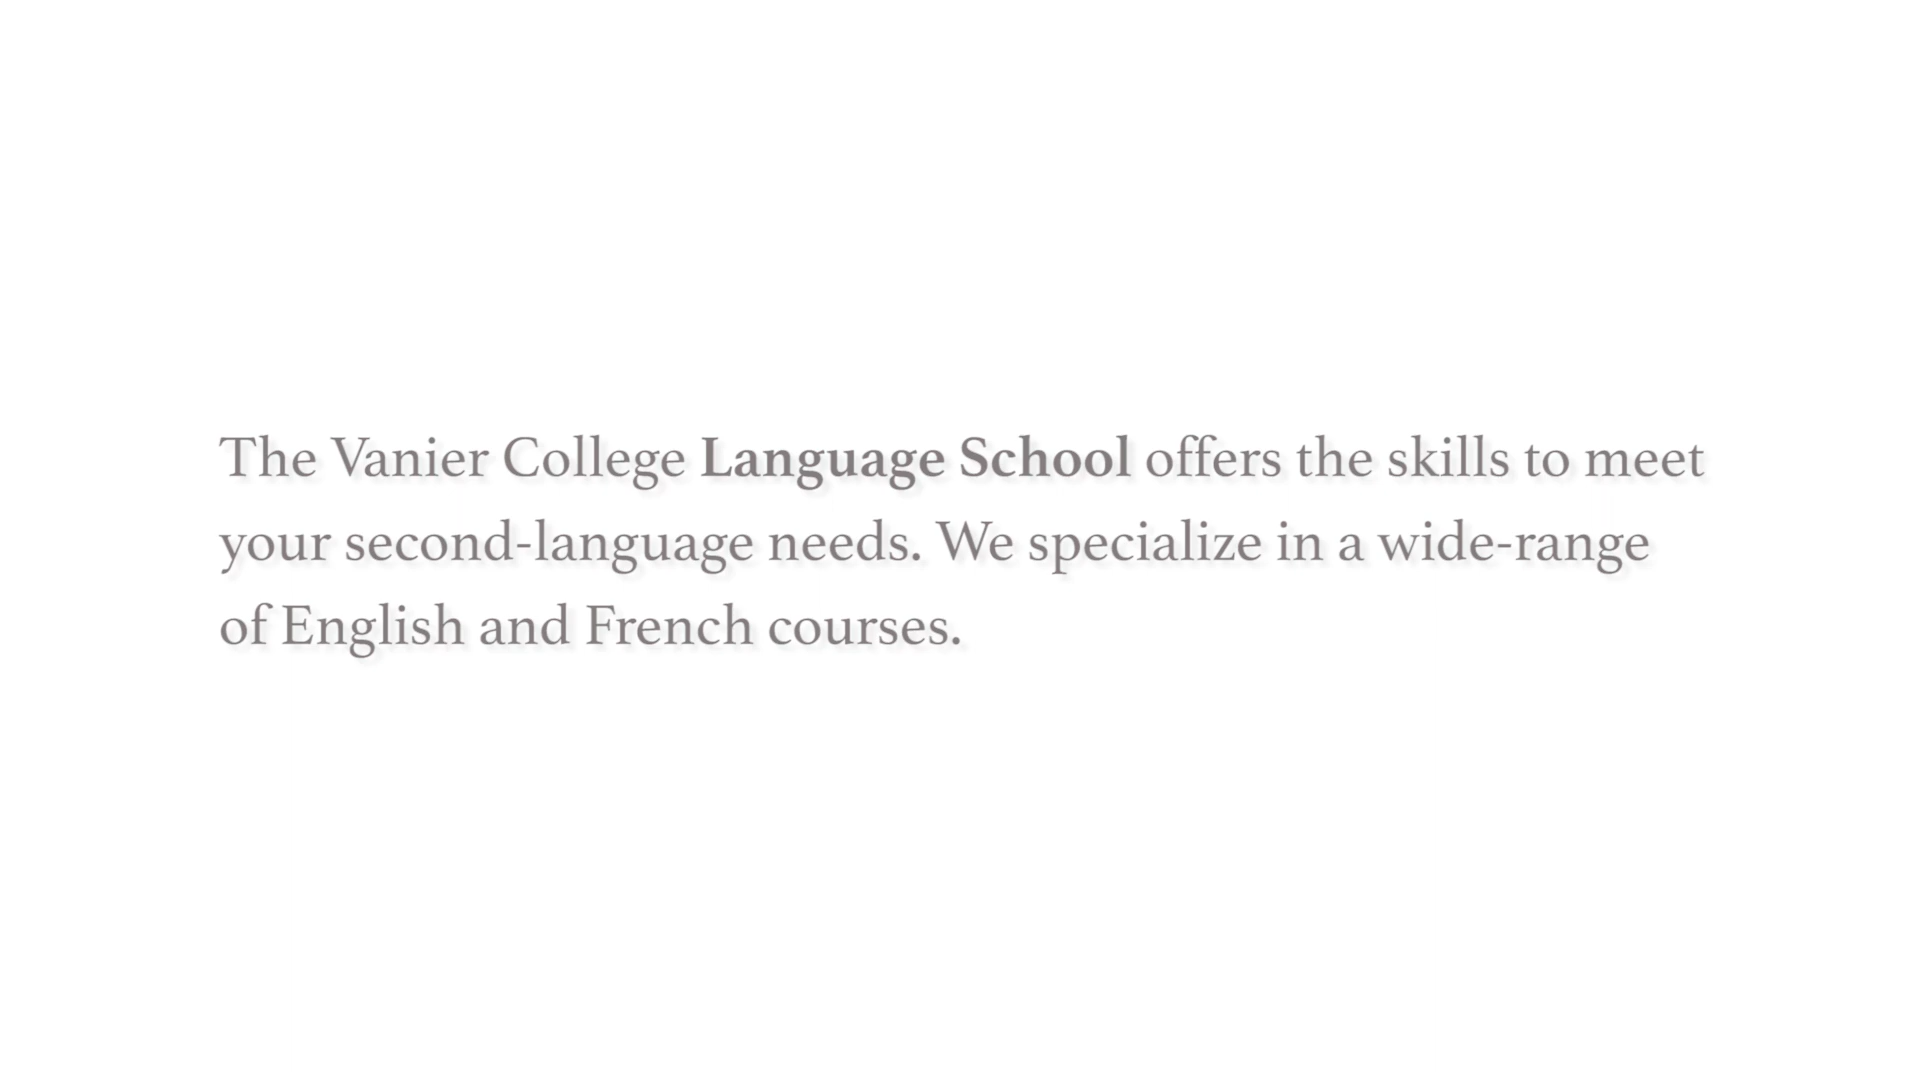 The Vanier College Language School offers the skills to meet
your second-language needs. We specialize in a wide-range
of English and French courses.